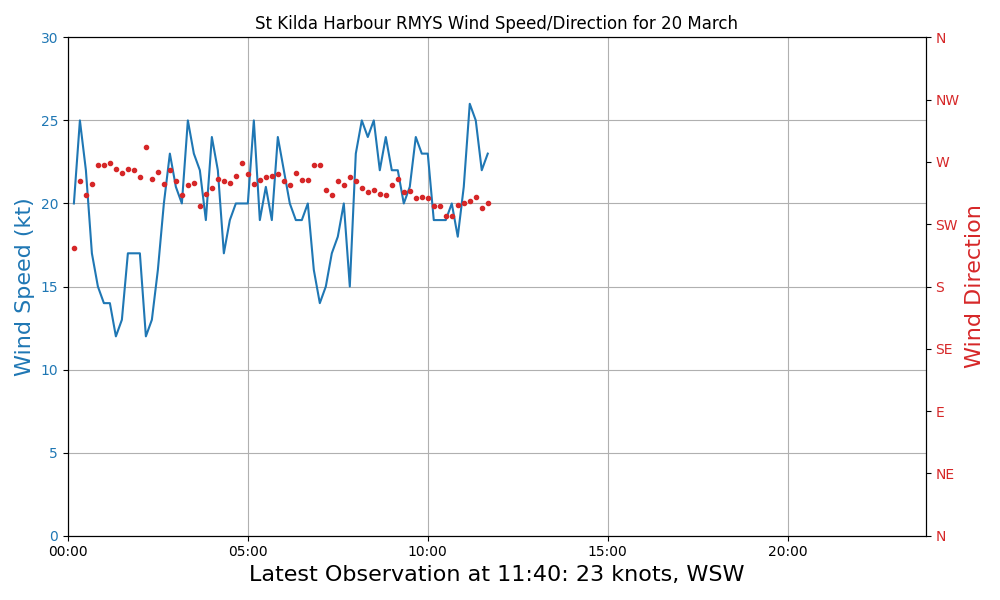 St Kilda Harbour RMYS Wind Speed/Direction for 20 March
30
25
20
15
10
5
0
Wind Speed (kt)
N
NW
W
SW
S
SE
E
NE
N
Wind Direction
00:00
05:00
10:00
15:00
20:00
Latest Observation at 11:40: 23 knots, WSW